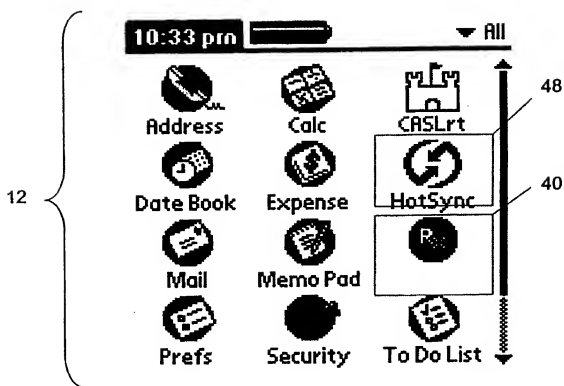 10:33 pm
All
Address
Calc
CASLrt
48
Date Book
Expense
HotSync
40
12
Mail
Memo Pad
Prefs
Security
To Do List